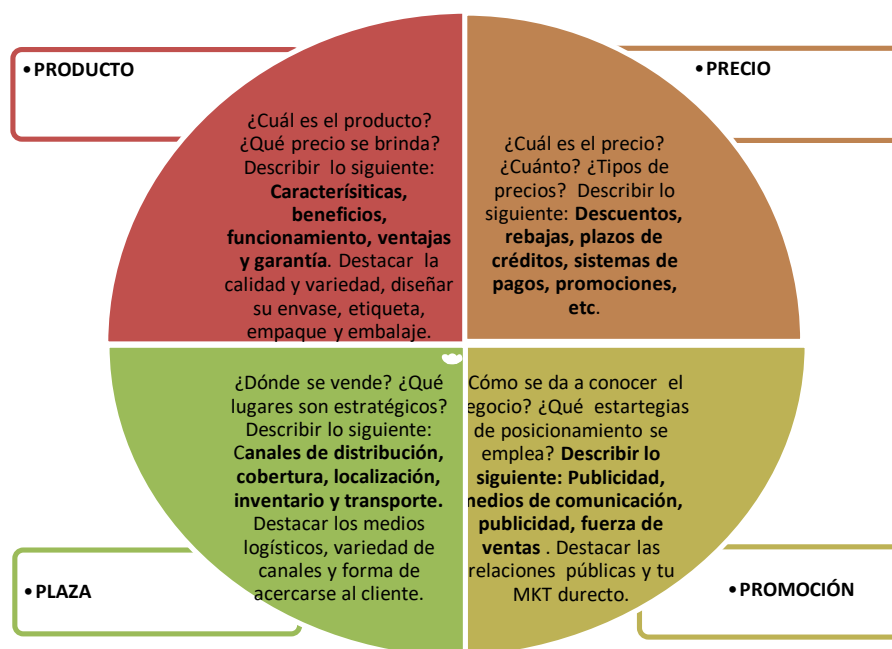 •PRODUCTO
¿Cuál es el producto?
¿Qué precio se brinda?
Describir lo siguiente:
Caracterísiticas,
beneficios,
funcionamiento, ventajas
y garantía. Destacar la
calidad y variedad, diseñar
su envase, etiqueta,
empaque y embalaje.
•PRECIO
¿Cuál es el precio?
¿Cuánto? ¿Tipos de
precios? Describir lo
siguiente: Descuentos,
rebajas, plazos de
créditos, sistemas de
pagos, promociones,
etc.
¿Dónde se vende? ¿Qué
lugares son estratégicos?
Describir lo siguiente:
Canales de distribución,
cobertura, localización,
inventario y transporte.
Destacar los medios
logísticos, variedad de
canales y forma de
acercarse al cliente.
•PLAZA
Cómo se da a conocer el
egocio? ¿Qué estartegias
de posicionamiento se
emplea? Describir lo
siguiente: Publicidad,
medios de comunicación,
publicidad, fuerza de
ventas . Destacar las
relaciones públicas y tu
MKT durecto.
•PROMOCIÓN